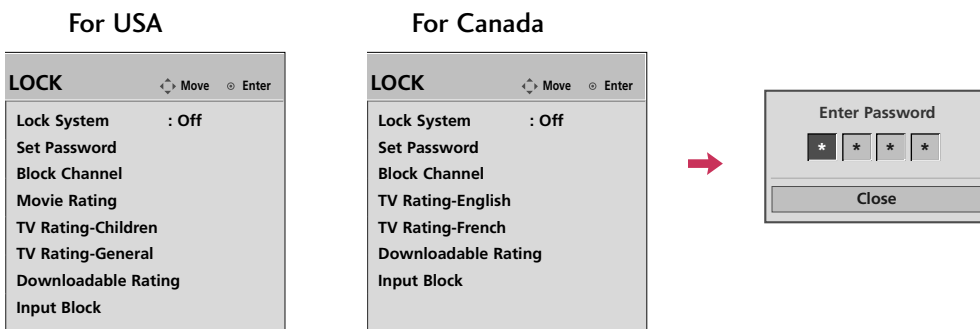 For USA
LOCK Move Enter
Lock System : Off
Set Password
Block Channel
Movie Rating
TV Rating-Children
TV Rating-General
Downloadable Rating
Input Block
For Canada
LOCK Move Enter
Lock System : Off
Set Password
Block Channel
TV Rating-English
TV Rating-French
Downloadable Rating
Input Block
Enter Password
* * * *
Close